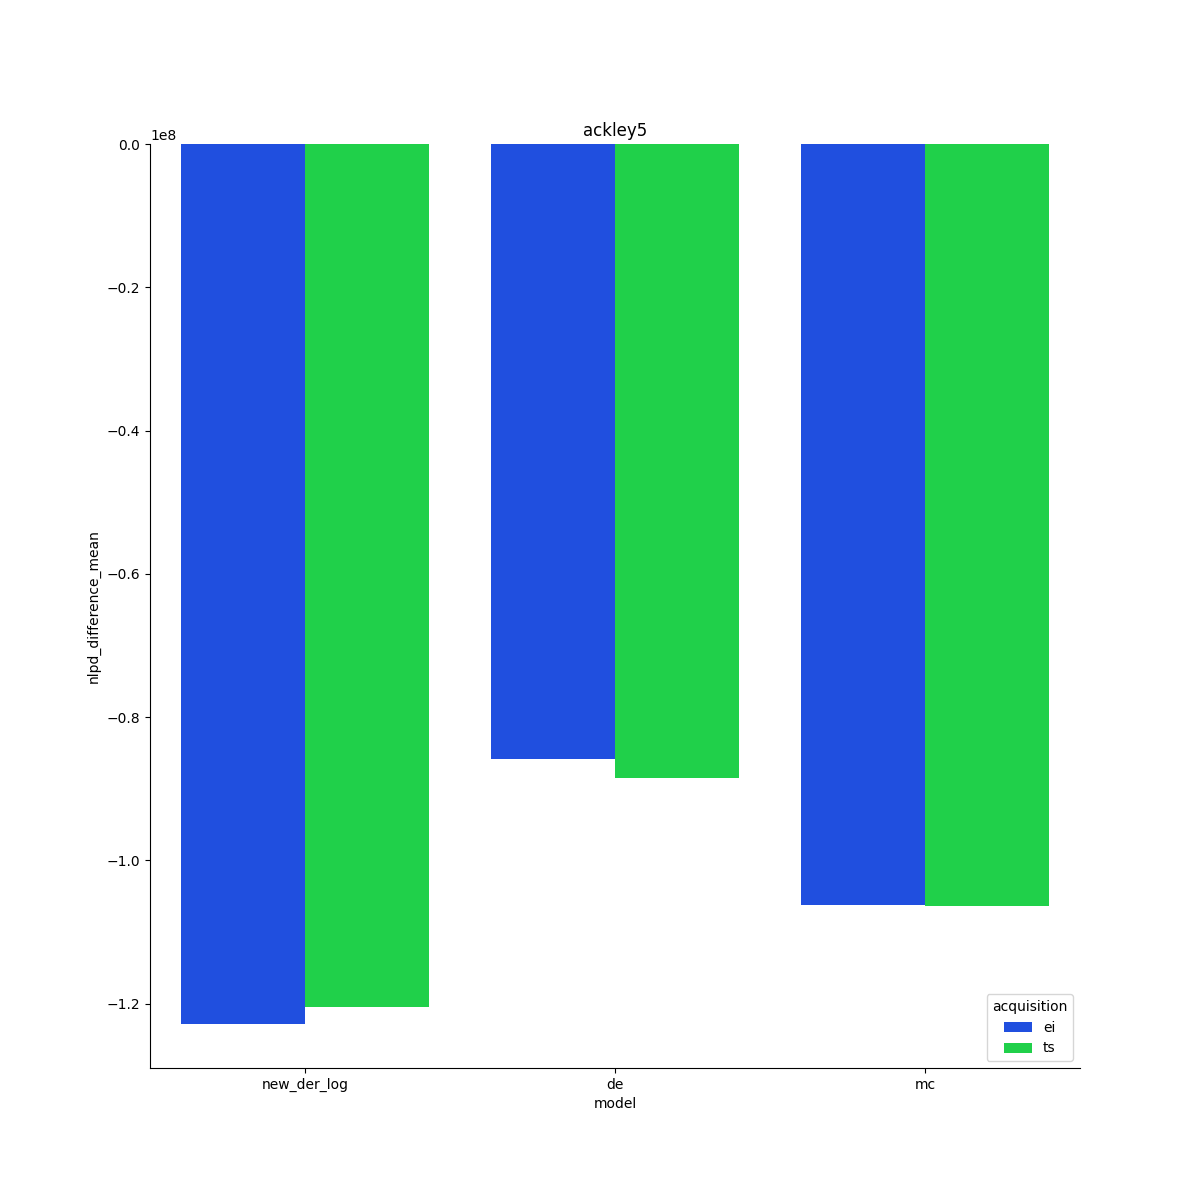 ackley5
1e8
0.0
−0.2
−0.4
−0.6
−0.8
−1.0
−1.2
nlpd_difference_mean
new_der_log
de
mc
model
acquisition
ei
ts